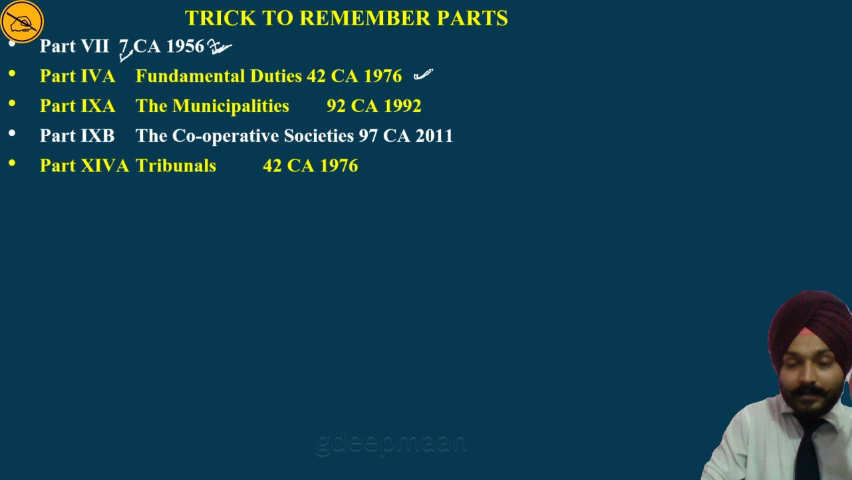 TRICK TO REMEMBER PARTS
• Part VII 7 CA 1956
• Part IVA Fundamental Duties 42 CA 1976
• Part IXA The Municipalities 92 CA 1992
• Part IXB The Co-operative Societies 97 CA 2011
• Part XIVA Tribunals 42 CA 1976
gdeepmaan